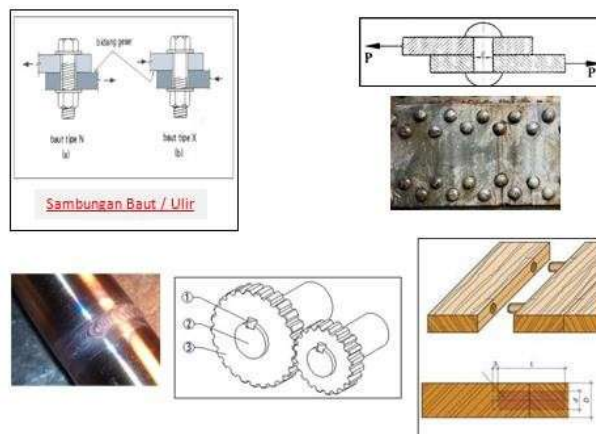 bidang geser
baut tipe N
(a)
baut tipe X
(b)
Sambungan Baut / Ulir
P
P
①
②
③
L
d
D